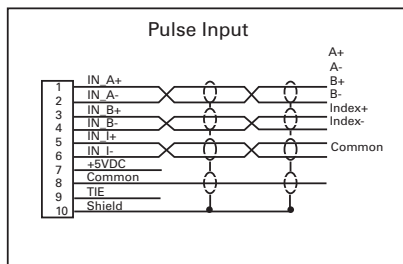 Pulse Input
A+
A-
B+
B-
Index+
Index-
Common
1 IN_A+
2 IN_A-
3 IN_B+
4 IN_B-
5 IN_I+
6 IN_I-
7 +5VDC
8 Common
9 TIE
10 Shield